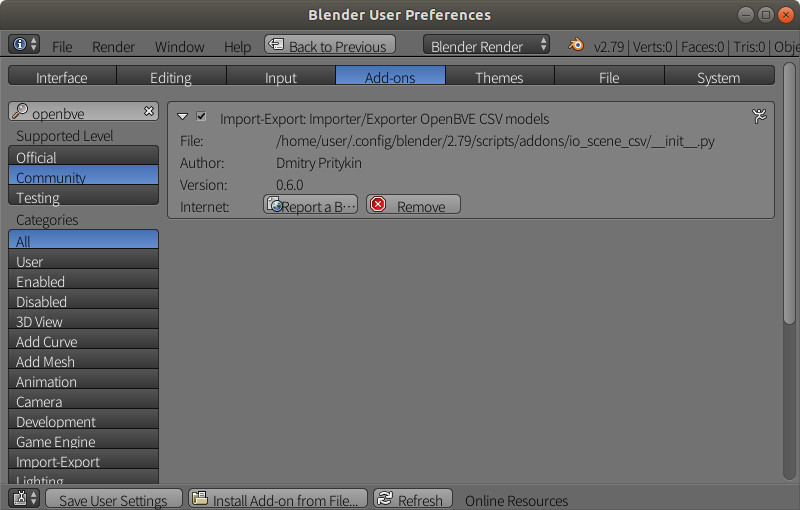 Blender User Preferences
File Render Window Help Back to Previous Blender Render v2.79 | Verts:0 | Faces:0 | Tris:0 | Obje
Interface Editing Input Add-ons Themes File System
openbve
Supported Level
Official
Community
Testing
Categories
All
User
Enabled
Disabled
3D View
Add Curve
Add Mesh
Animation
Camera
Development
Game Engine
Import-Export
Lighting
Import-Export: Importer/Exporter OpenBVE CSV models
File: /home/user/.config/blender/2.79/scripts/addons/io_scene_csv/__init__.py
Author: Dmitry Pritykin
Version: 0.6.0
Internet: Report a B··· Remove
Save User Settings Install Add-on from File... Refresh Online Resources